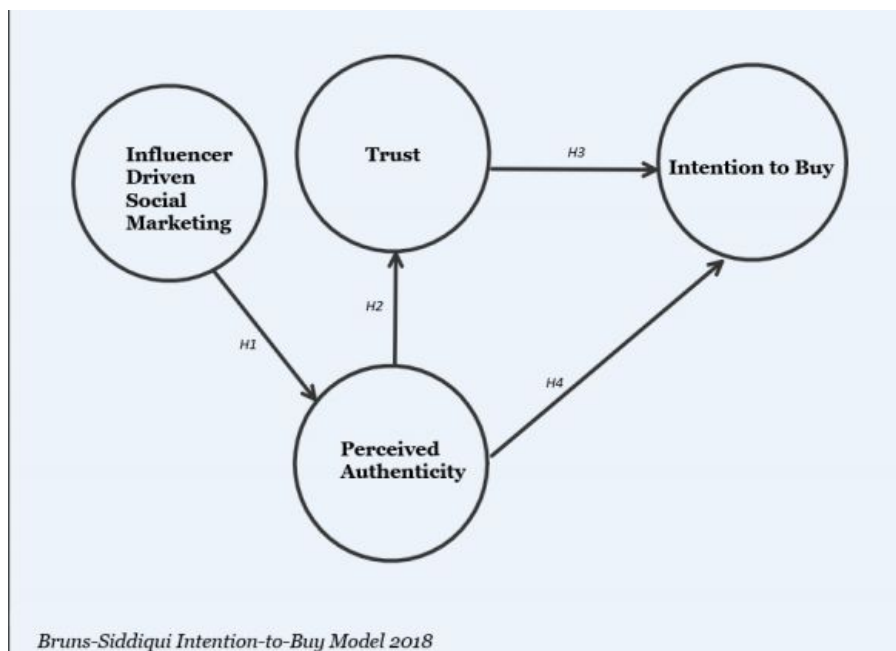 Influencer
Driven
Social
Marketing
Trust
H3
Intention to Buy
H2
H1
H4
Perceived
Authenticity
Bruns-Siddiqui Intention-to-Buy Model 2018